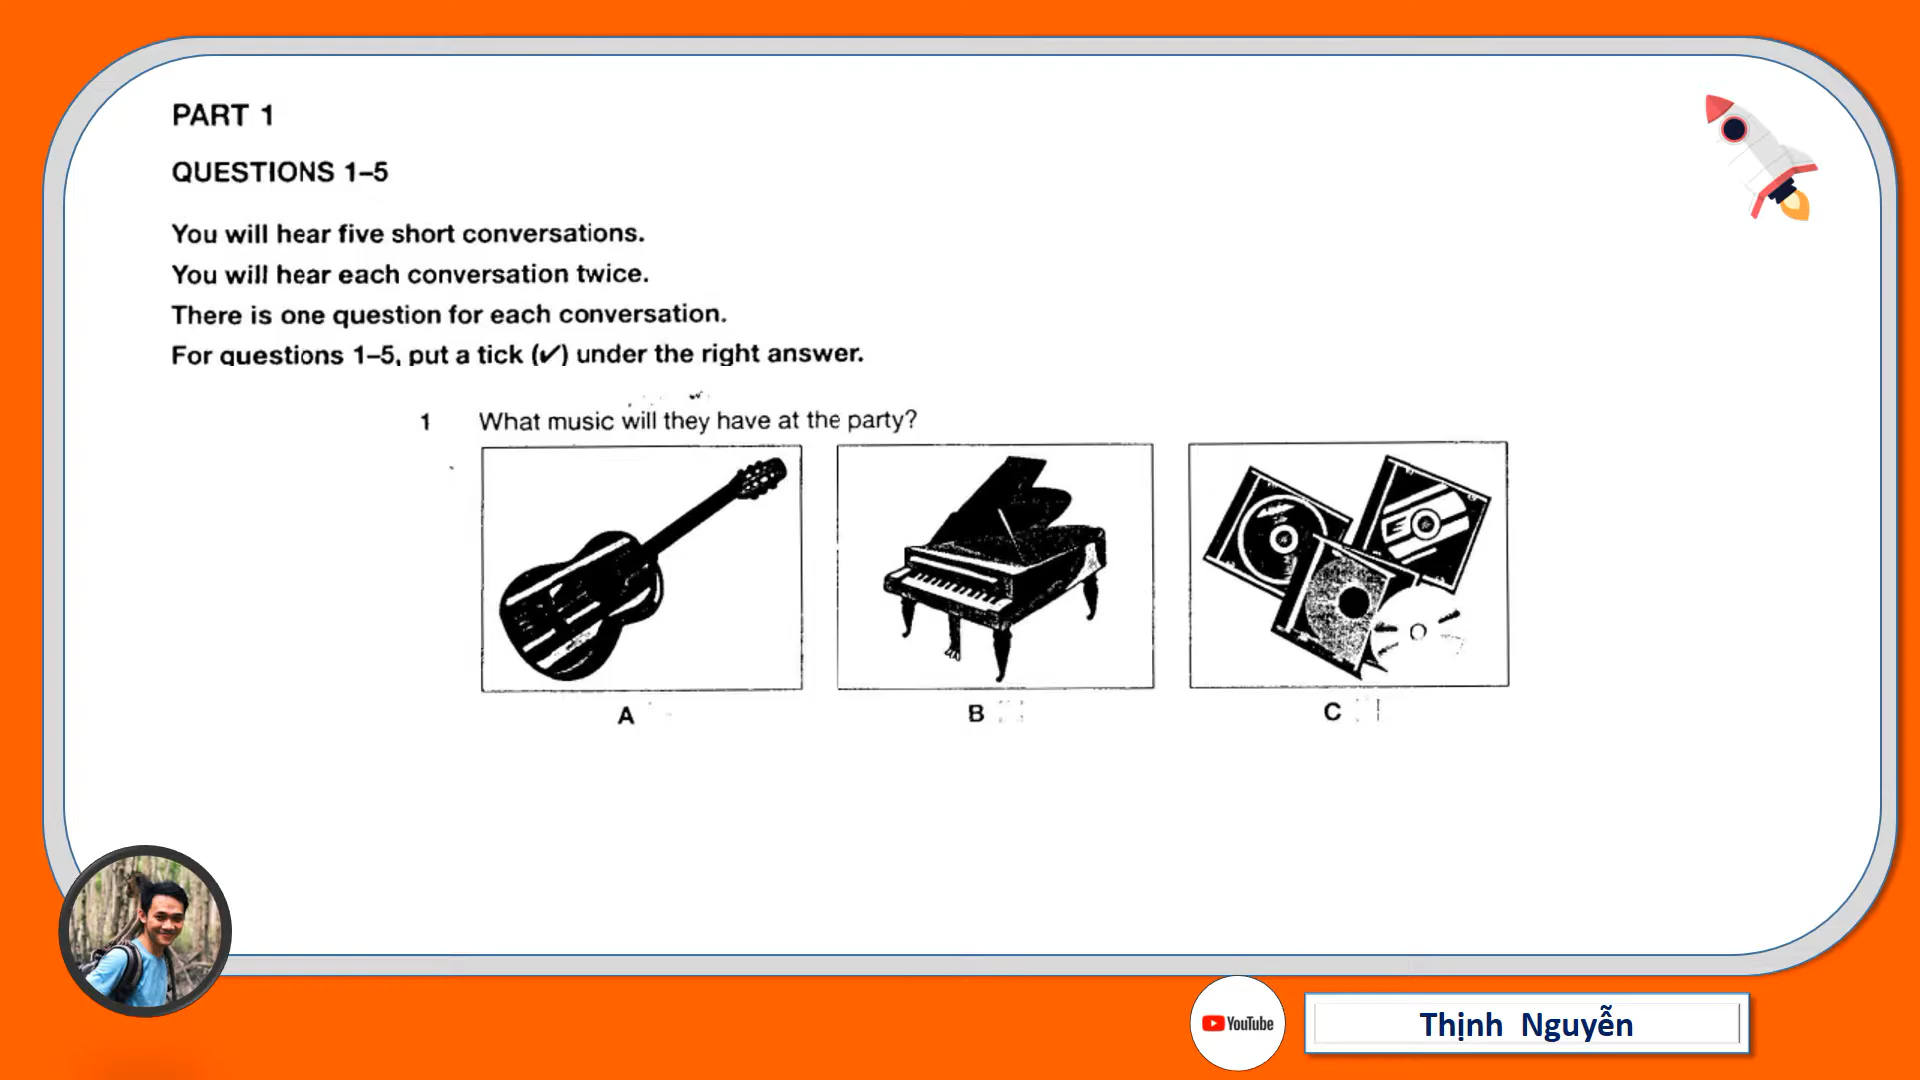 PART 1
QUESTIONS 1–5
You will hear five short conversations.
You will hear each conversation twice.
There is one question for each conversation.
For questions 1–5, put a tick (✓) under the right answer.
1 What music will they have at the party?
A B C
YouTube
Thịnh Nguyễn